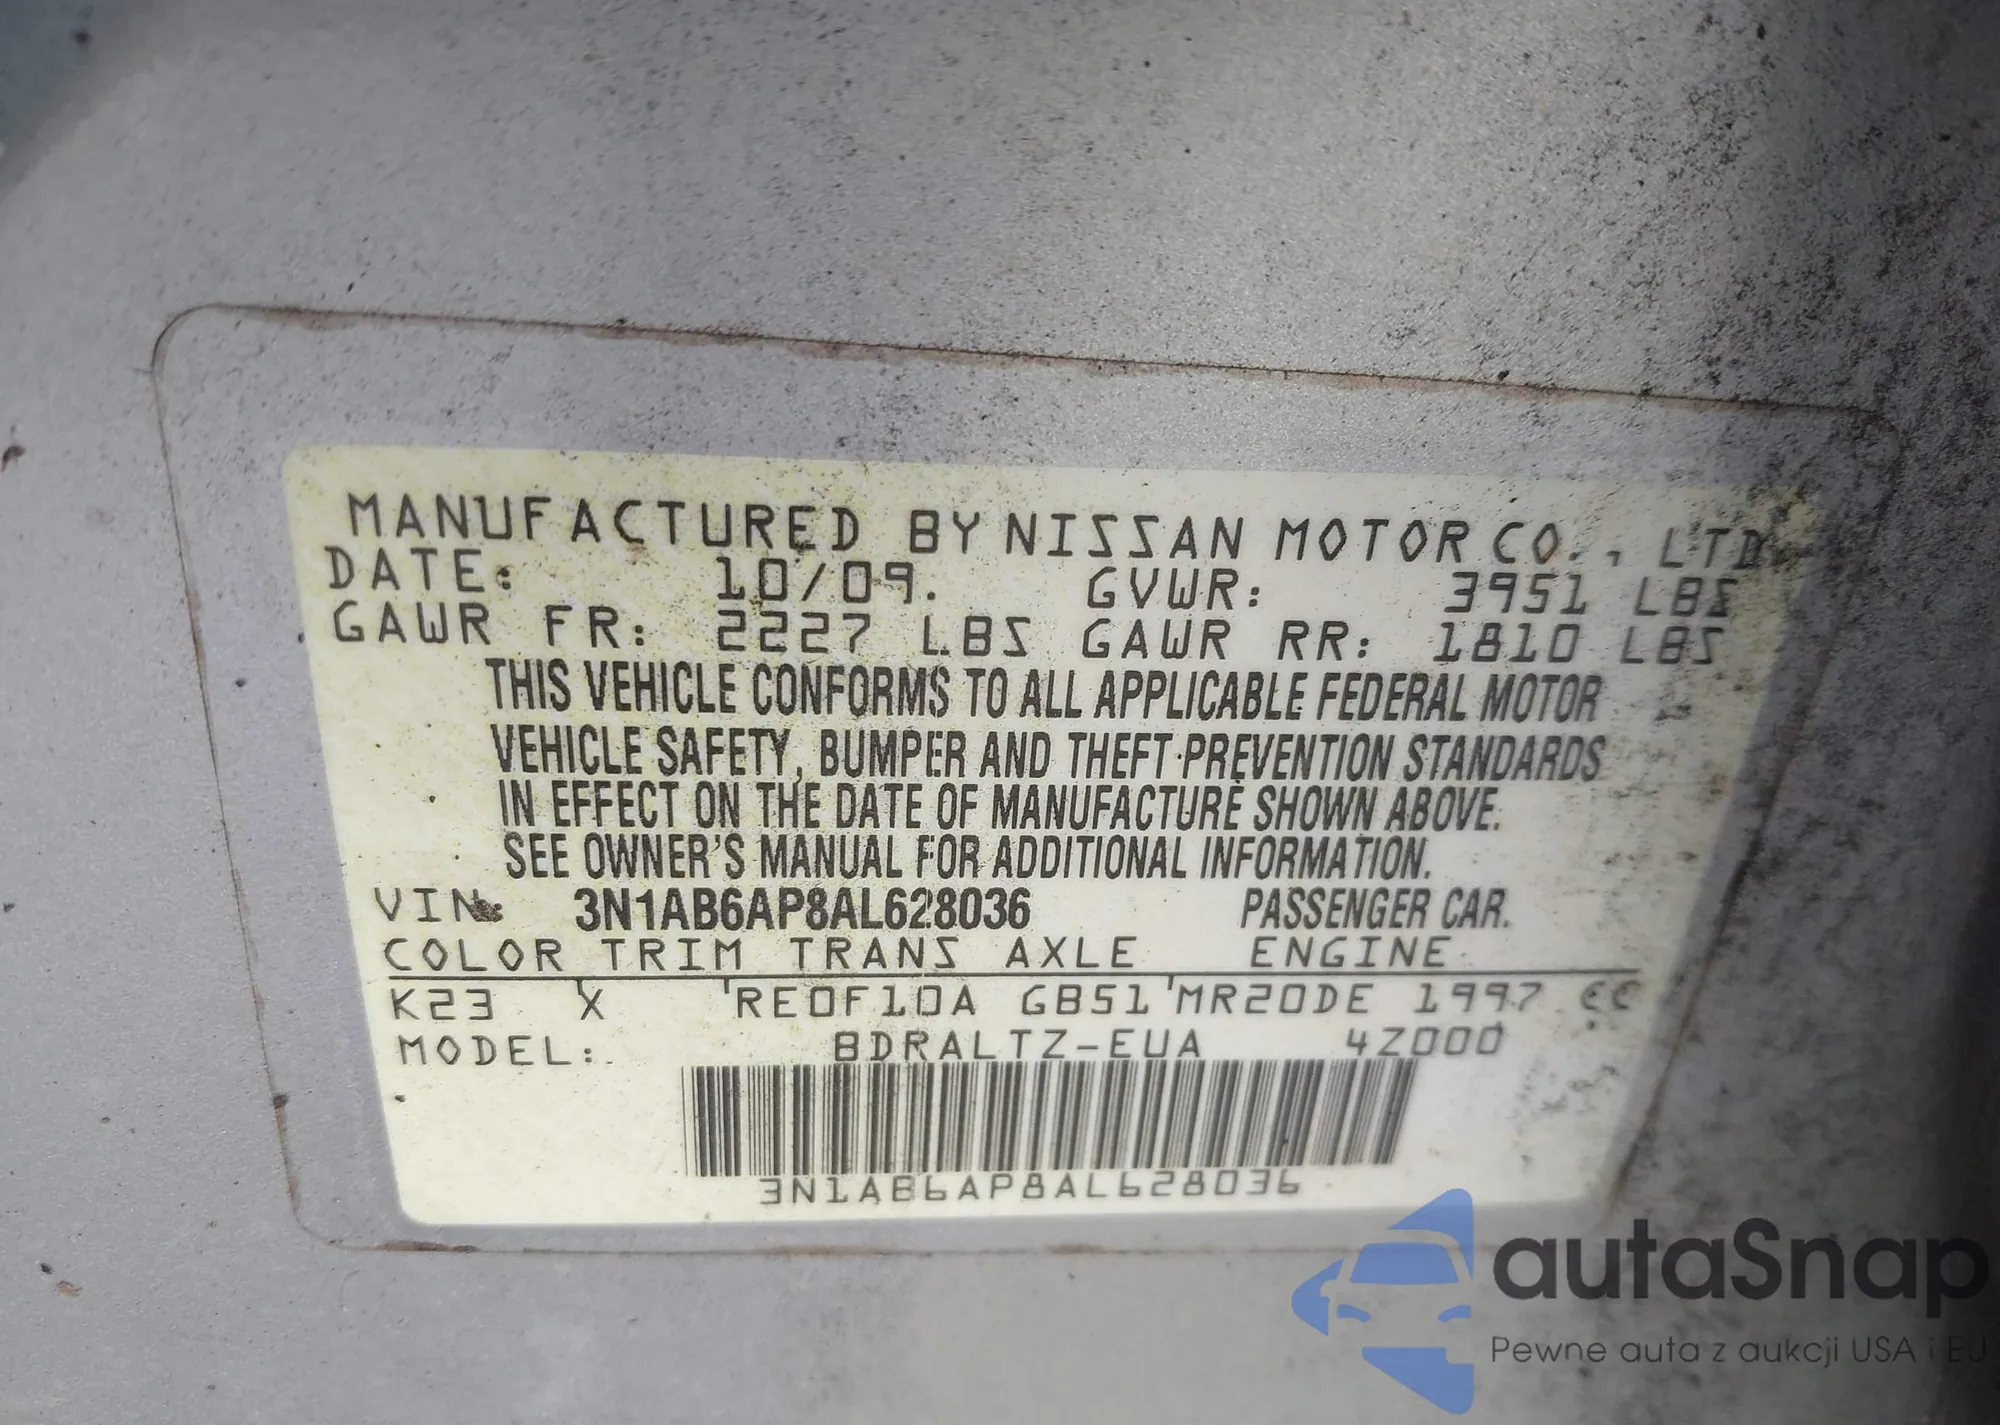 MANUFACTURED BY NISSAN MOTOR CO., LTD.
DATE: 10/09. GVWR: 3951 LBS
GAWR FR: 2227 LBS GAWR RR: 1810 LBS
THIS VEHICLE CONFORMS TO ALL APPLICABLE FEDERAL MOTOR
VEHICLE SAFETY, BUMPER AND THEFT PREVENTION STANDARDS
IN EFFECT ON THE DATE OF MANUFACTURE SHOWN ABOVE.
SEE OWNER'S MANUAL FOR ADDITIONAL INFORMATION.
VIN: 3N1AB6AP8AL628036 PASSENGER CAR.
COLOR TRIM TRANS AXLE ENGINE
K23 X RE0F10A GB51 MR20DE 1997 CC
MODEL: BDRALTZ-EUA 4Z000
3N1AB6AP8AL628036
autaSnap
Pewne auta z aukcji USA i EU